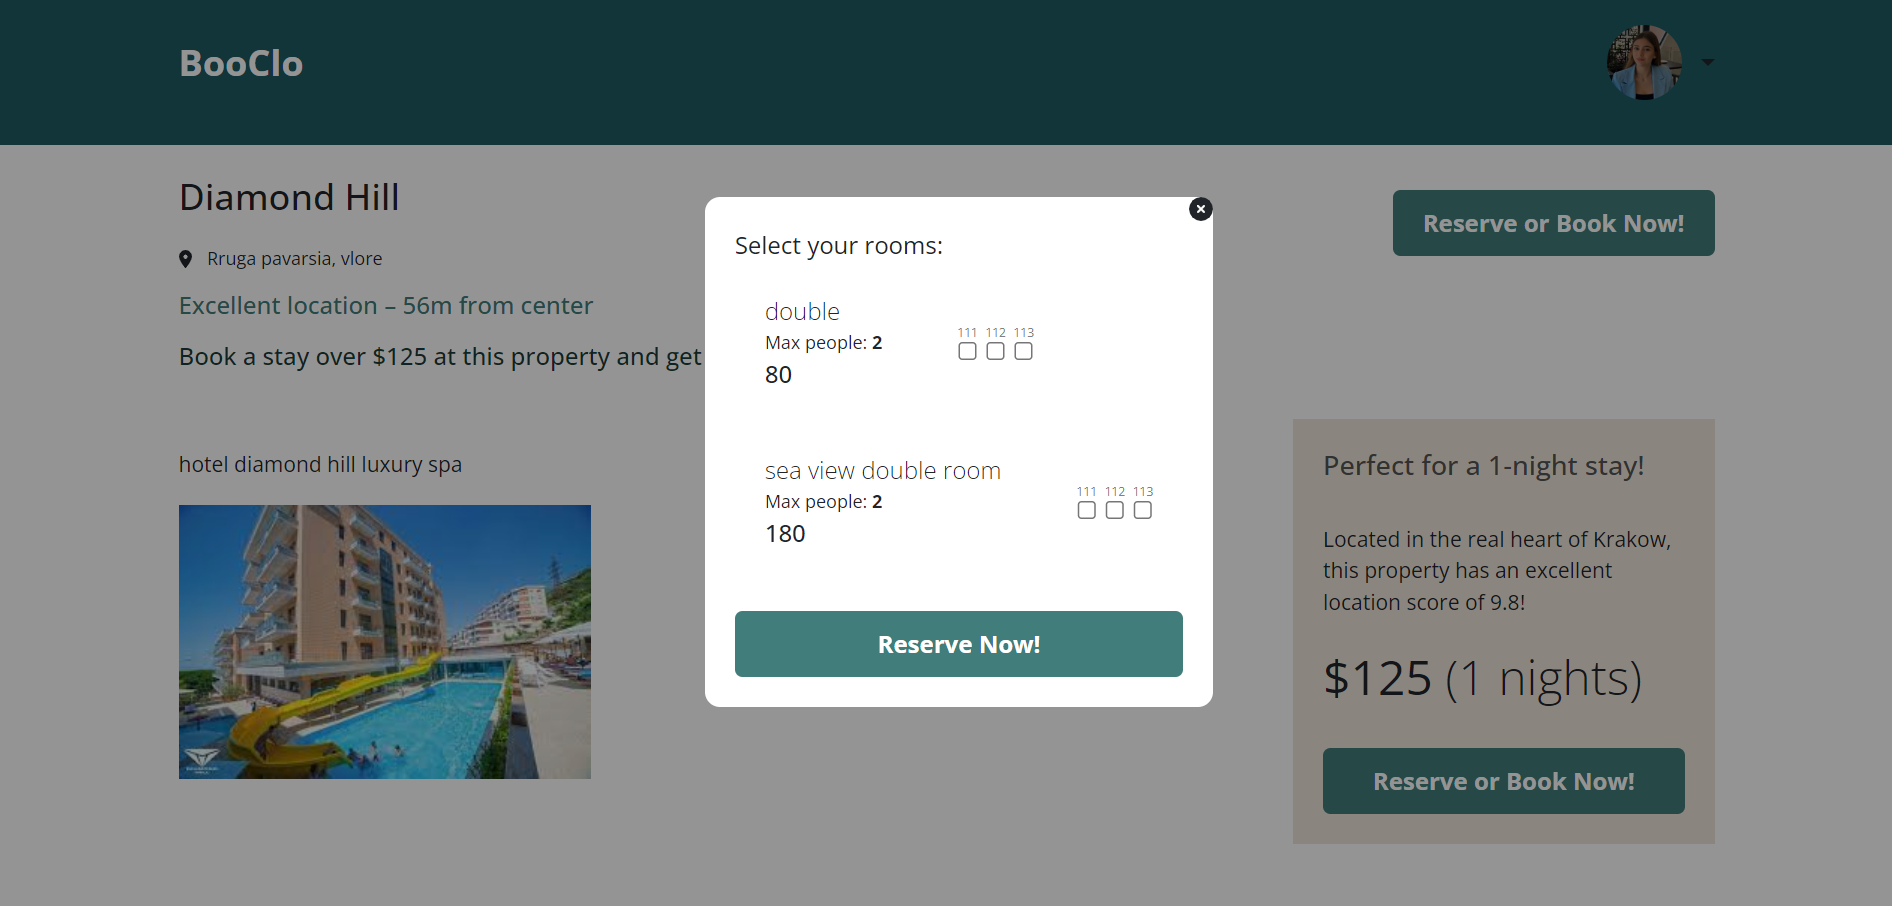 BooClo
Diamond Hill
Reserve or Book Now!
Rruga pavarsia, vlore
Excellent location – 56m from center
Book a stay over $125 at this property and get
hotel diamond hill luxury spa
Select your rooms:
double
Max people: 2
80
111 112 113
sea view double room
Max people: 2
180
111 112 113
Reserve Now!
Perfect for a 1-night stay!
Located in the real heart of Krakow,
this property has an excellent
location score of 9.8!
$125 (1 nights)
Reserve or Book Now!